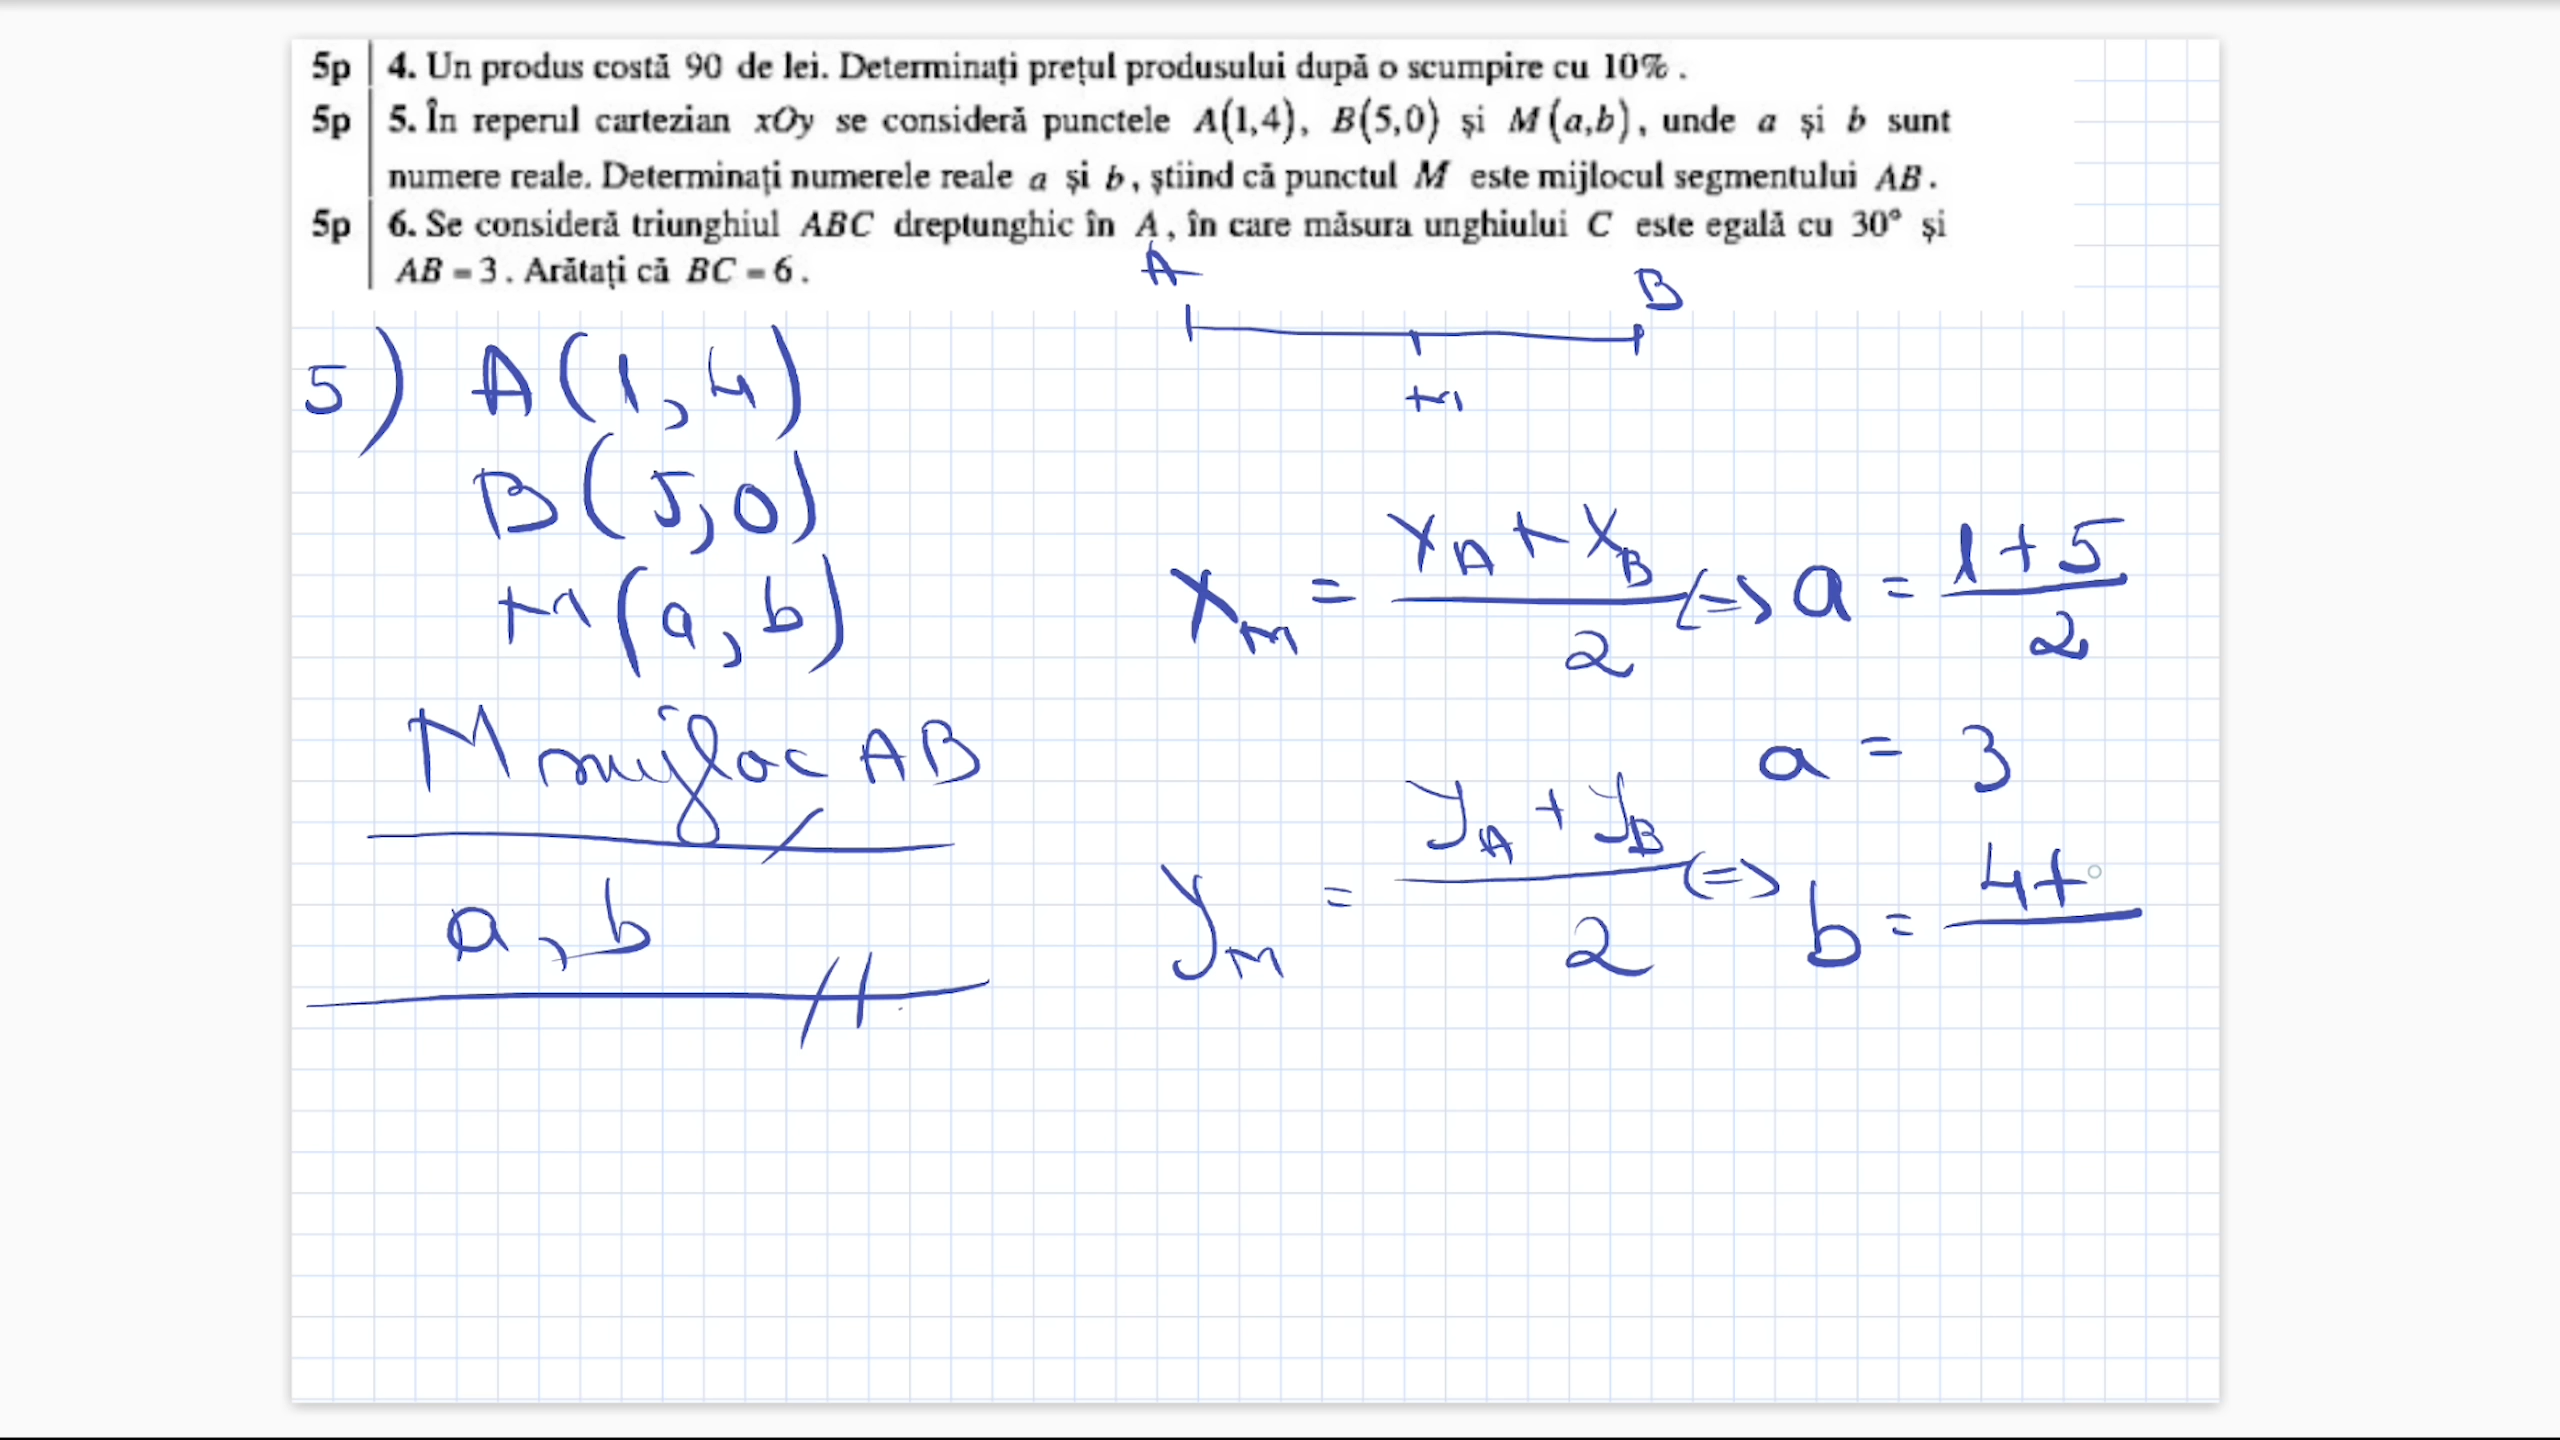 5p 4. Un produs costă 90 de lei. Determinați prețul produsului după o scumpire cu 10% .
5p 5. În reperul cartezian xOy se consideră punctele A(1,4), B(5,0) și M(a,b), unde a și b sunt
numere reale. Determinați numerele reale a și b, știind că punctul M este mijlocul segmentului AB.
5p 6. Se consideră triunghiul ABC dreptunghic în A, în care măsura unghiului C este egală cu 30° și
AB = 3. Arătați că BC = 6.
A B
M
5) A(1,4)
B(5,0)
M(a,b)
M mijloc AB
a, b
x_M = (x_A + x_B)/2 <=> a = (1+5)/2
a = 3
y_M = (y_A + y_B)/2 <=> b = 4+